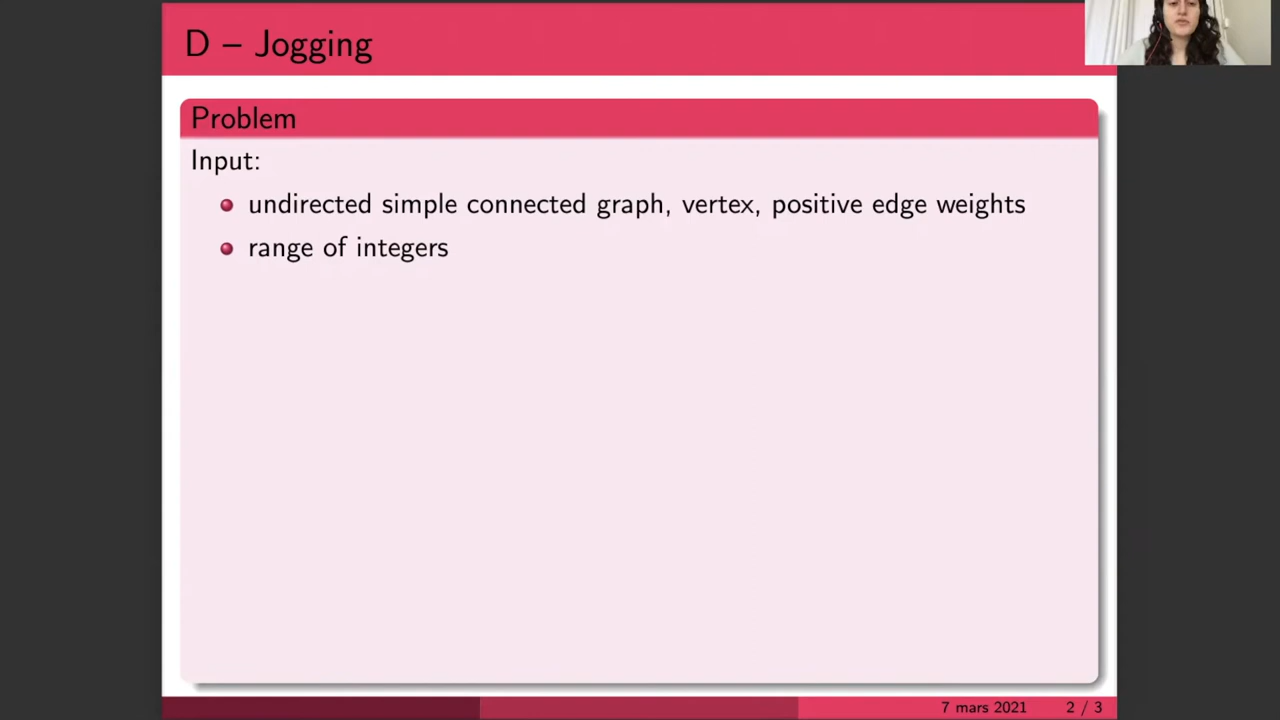 D – Jogging
Problem
Input:
undirected simple connected graph, vertex, positive edge weights
range of integers
7 mars 2021 2 / 3